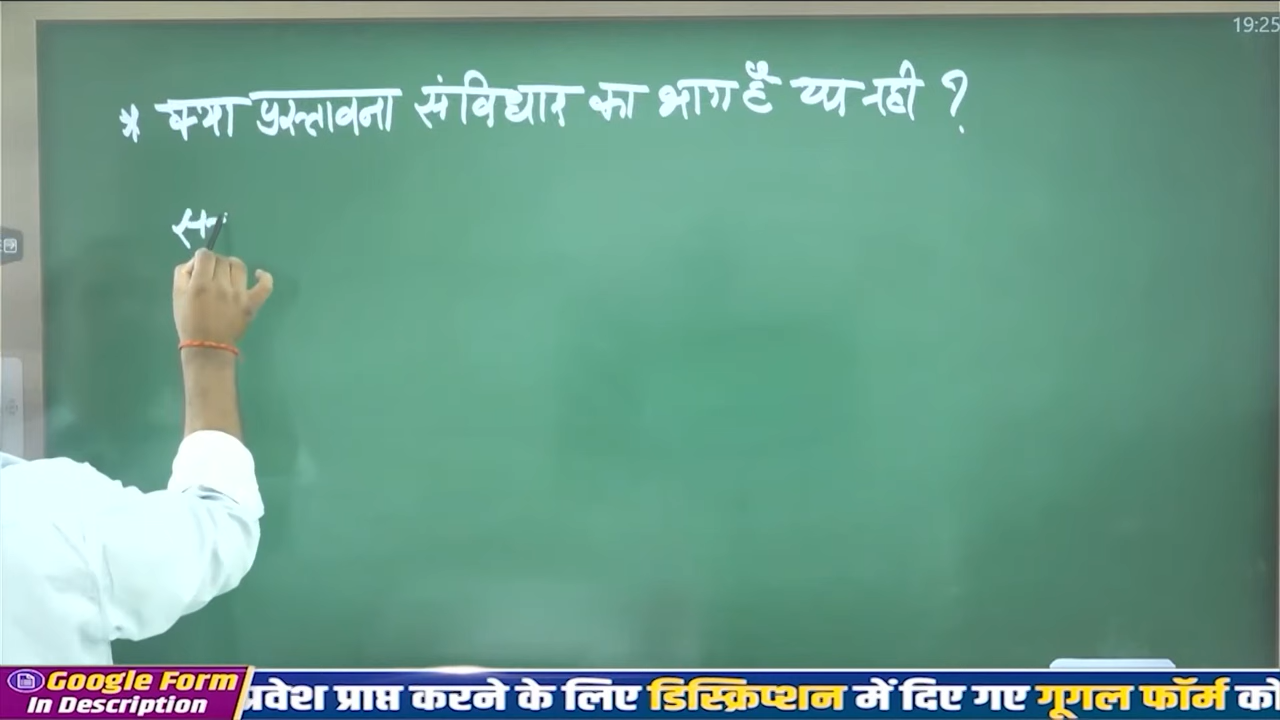 19:25
* क्या प्रस्तावना संविधान का भाग है या नही ?
स
Google Form
In Description
प्रवेश प्राप्त करने के लिए डिस्क्रिप्शन में दिए गए गूगल फॉर्म को